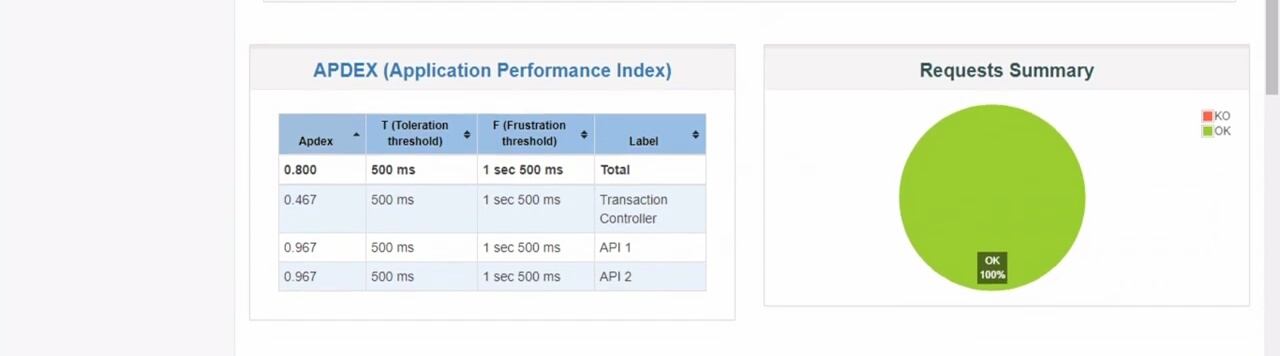 APDEX (Application Performance Index)
Apdex T (Toleration threshold) F (Frustration threshold) Label
0.800 500 ms 1 sec 500 ms Total
0.467 500 ms 1 sec 500 ms Transaction Controller
0.967 500 ms 1 sec 500 ms API 1
0.967 500 ms 1 sec 500 ms API 2
Requests Summary
KO
OK
OK
100%